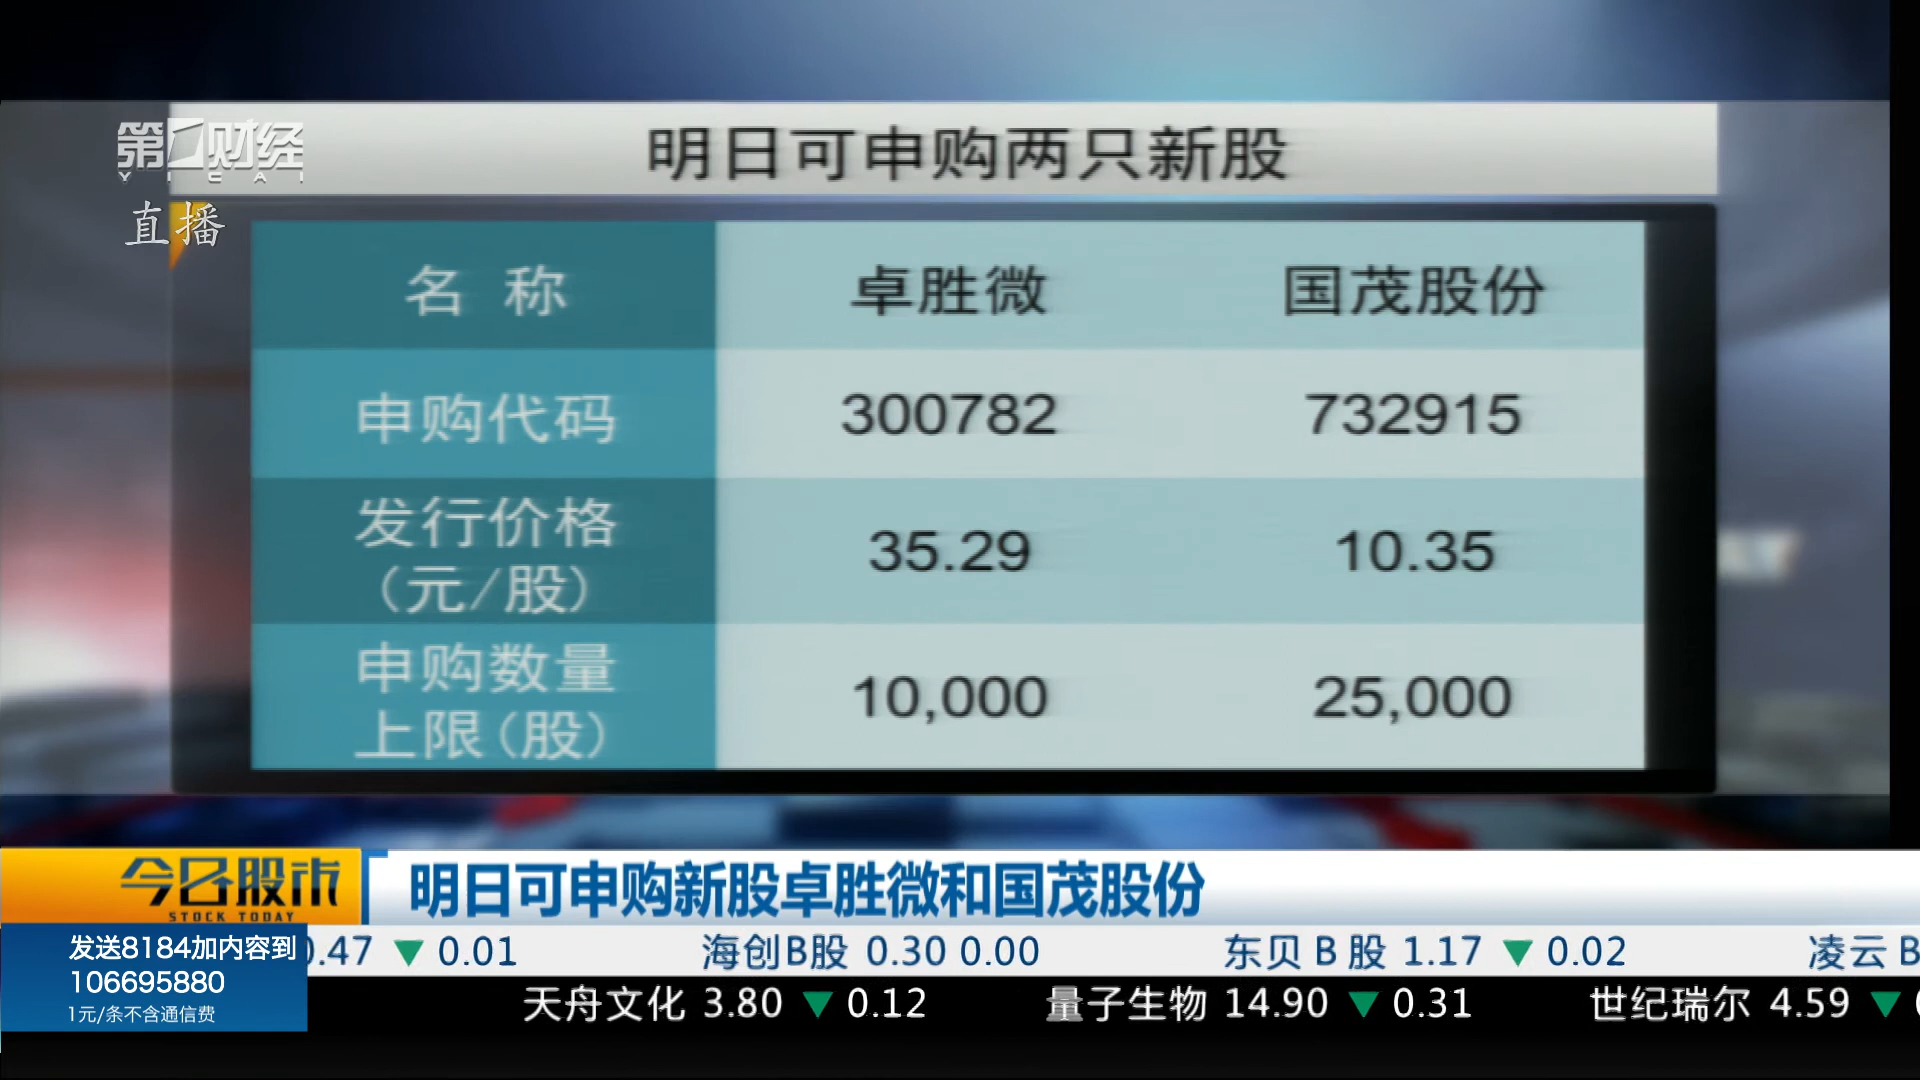 第一财经
YICAI
直播
明日可申购两只新股
名 称 卓胜微 国茂股份
申购代码 300782 732915
发行价格
(元/股) 35.29 10.35
申购数量
上限(股) 10,000 25,000
今日股市
STOCK TODAY
明日可申购新股卓胜微和国茂股份
0.47 ▼ 0.01 海创B股 0.30 0.00 东贝B股 1.17 ▼ 0.02 凌云B
发送8184加内容到
106695880
1元/条不含通信费
天舟文化 3.80 ▼ 0.12 量子生物 14.90 ▼ 0.31 世纪瑞尔 4.59 ▼